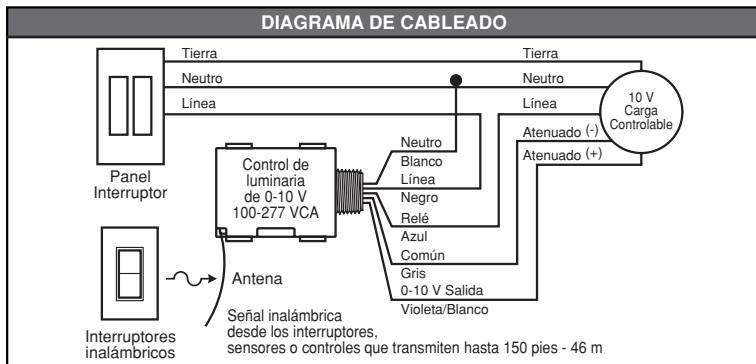 DIAGRAMA DE CABLEADO
Tierra
Tierra
Neutro
Neutro
Línea
Línea
10 V
Carga
Controlable
Panel
Interruptor
Control de
luminaria
de 0-10 V
100-277 VCA
Neutro
Blanco
Línea
Negro
Relé
Azul
Común
Gris
0-10 V Salida
Violeta/Blanco
Atenuado (-)
Atenuado (+)
Antena
Interruptores
inalámbricos
Señal inalámbrica
desde los interruptores,
sensores o controles que transmiten hasta 150 pies - 46 m